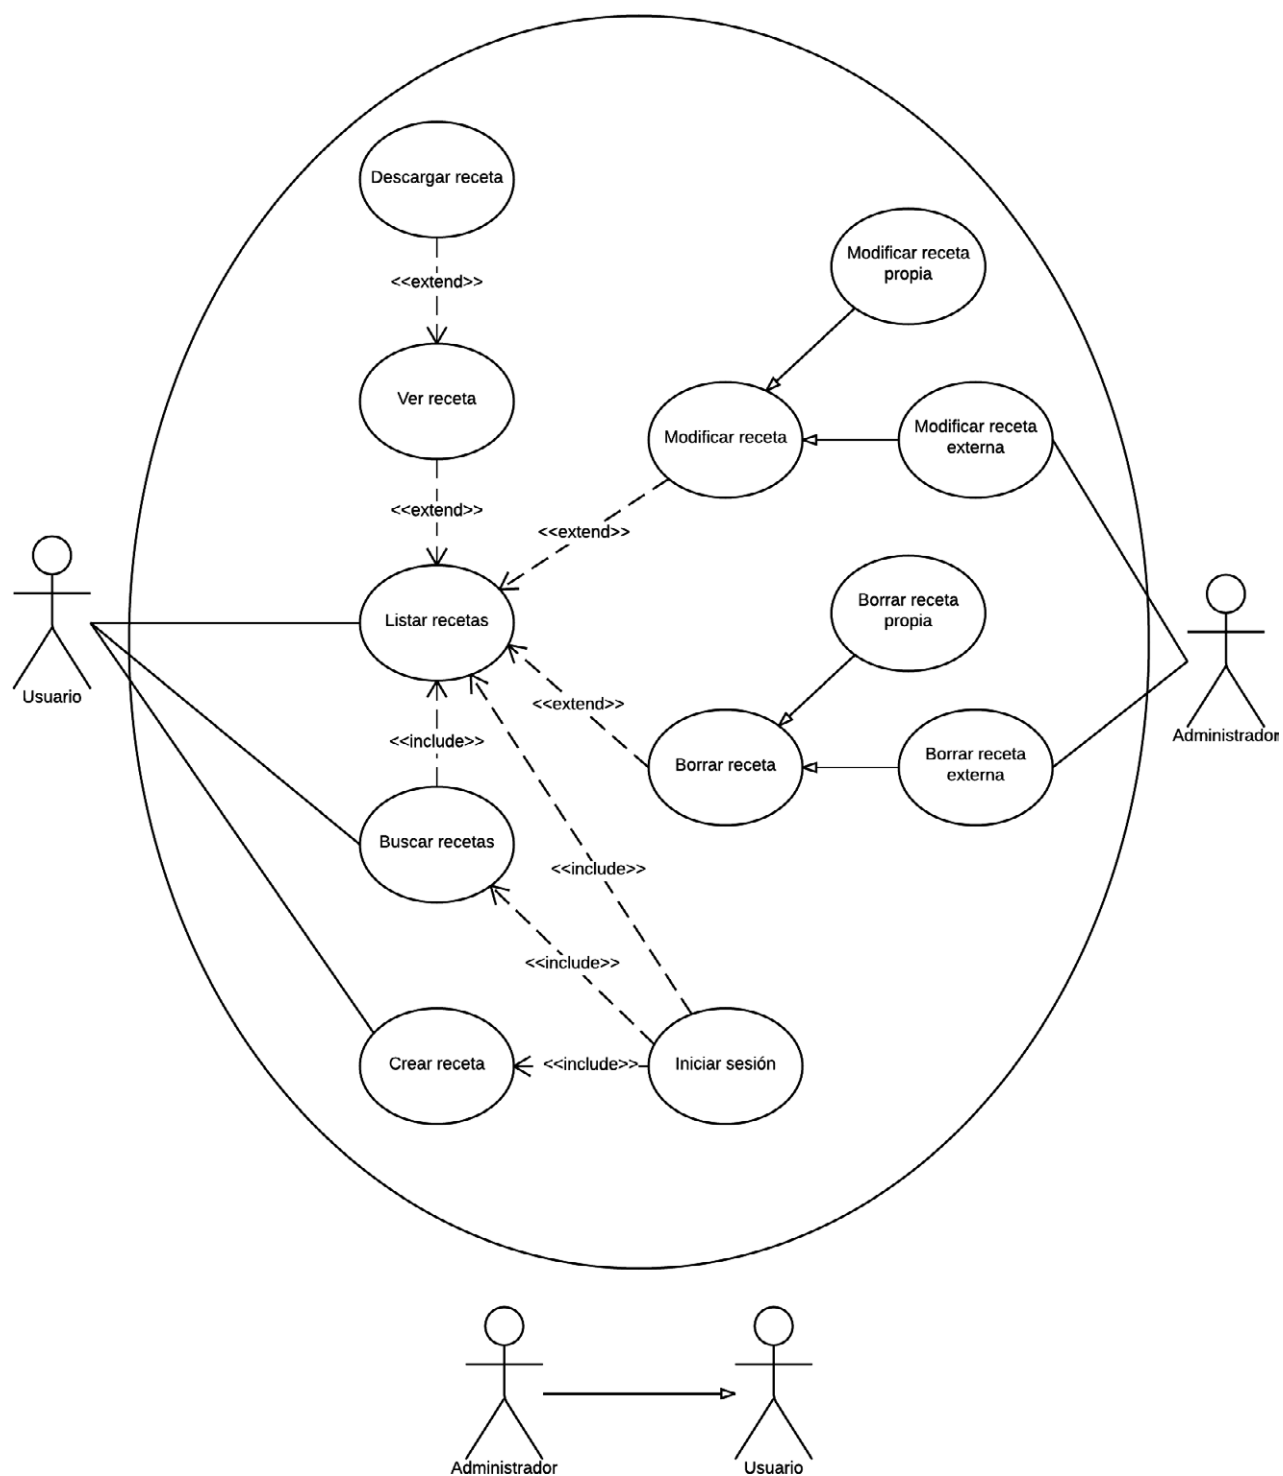 Descargar receta
<<extend>>
Modificar receta
propia
Ver receta
Modificar receta
Modificar receta
externa
<<extend>>
<<extend>>
Listar recetas
Borrar receta
propia
Usuario
<<extend>>
Administrador
<<include>>
Borrar receta
Borrar receta
externa
Buscar recetas
<<include>>
<<include>>
Crear receta
<<include>>
Iniciar sesión
Administrador
Usuario